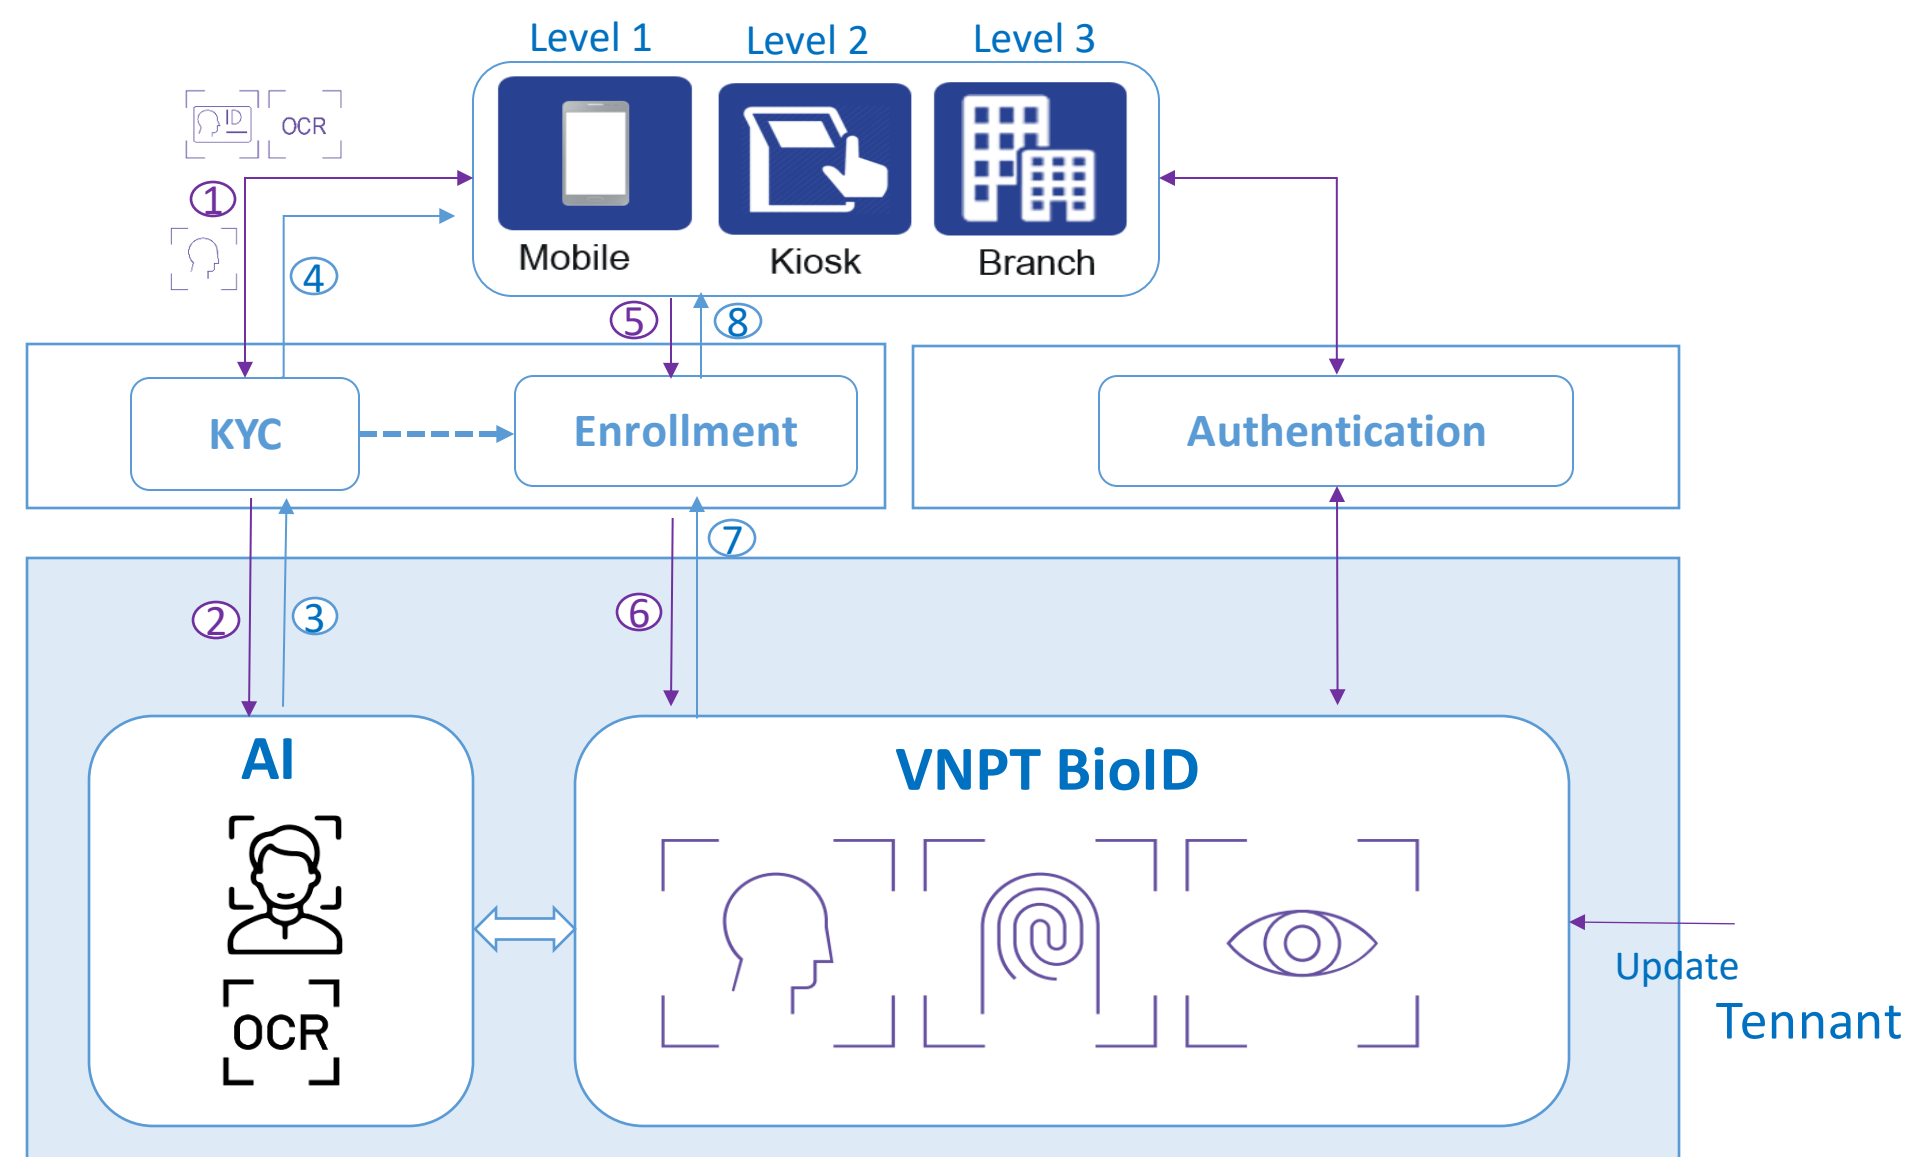 Level 1
Level 2
Level 3
ID
OCR
1
4
Mobile
Kiosk
Branch
5
8
KYC
Enrollment
Authentication
7
2
3
6
AI
VNPT BioID
OCR
Update
Tennant